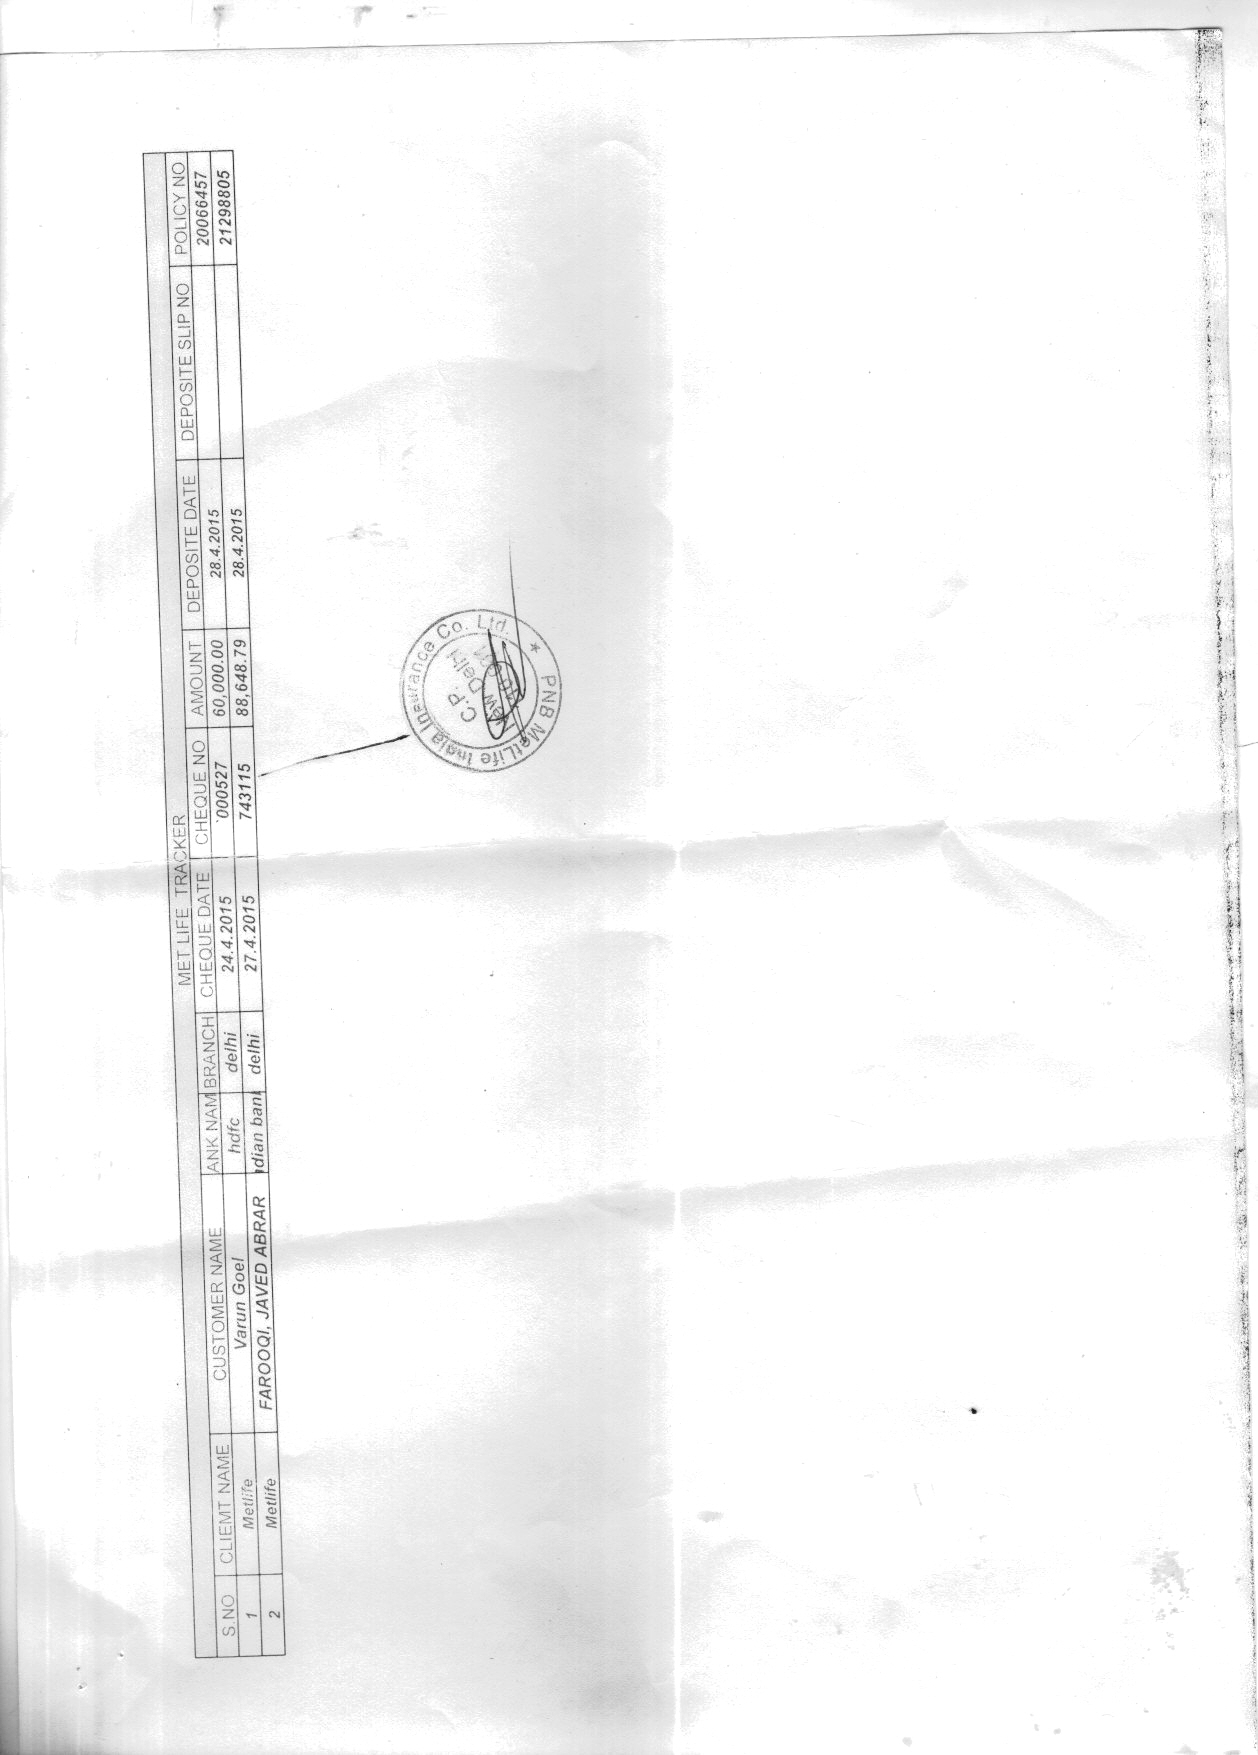 MET LIFE TRACKER
S.NO CLIEMT NAME CUSTOMER NAME ANK NAM BRANCH CHEQUE DATE CHEQUE NO AMOUNT DEPOSITE DATE DEPOSITE SLIP NO POLICY NO
1 Metlife Varun Goel hdfc delhi 24.4.2015 `000527 60,000.00 28.4.2015 20066457
2 Metlife FAROOQI, JAVED ABRAR ndian bank delhi 27.4.2015 743115 88,648.79 28.4.2015 21298805
PNB MetLife India Insurance Co. Ltd. *
C.P.
New Delhi